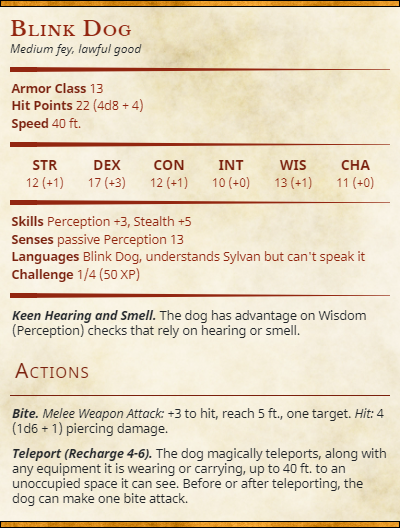 Blink Dog
Medium fey, lawful good
Armor Class 13
Hit Points 22 (4d8 + 4)
Speed 40 ft.
STR DEX CON INT WIS CHA
12 (+1) 17 (+3) 12 (+1) 10 (+0) 13 (+1) 11 (+0)
Skills Perception +3, Stealth +5
Senses passive Perception 13
Languages Blink Dog, understands Sylvan but can't speak it
Challenge 1/4 (50 XP)
Keen Hearing and Smell. The dog has advantage on Wisdom
(Perception) checks that rely on hearing or smell.
Actions
Bite. Melee Weapon Attack: +3 to hit, reach 5 ft., one target. Hit: 4
(1d6 + 1) piercing damage.
Teleport (Recharge 4-6). The dog magically teleports, along with
any equipment it is wearing or carrying, up to 40 ft. to an
unoccupied space it can see. Before or after teleporting, the
dog can make one bite attack.